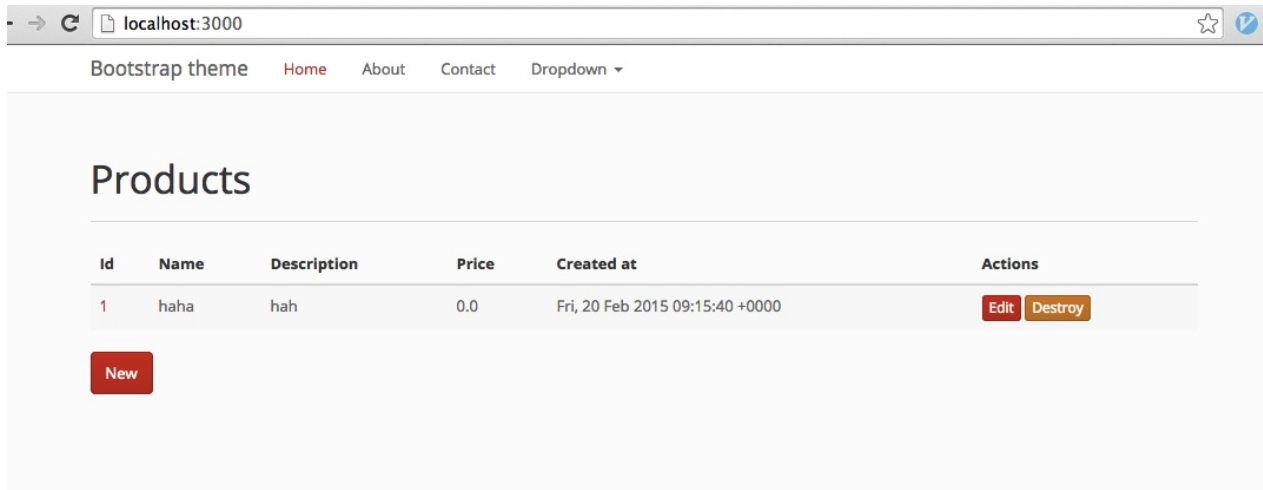 localhost:3000
Bootstrap theme Home About Contact Dropdown
Products
Id Name Description Price Created at Actions
1 haha hah 0.0 Fri, 20 Feb 2015 09:15:40 +0000 Edit Destroy
New